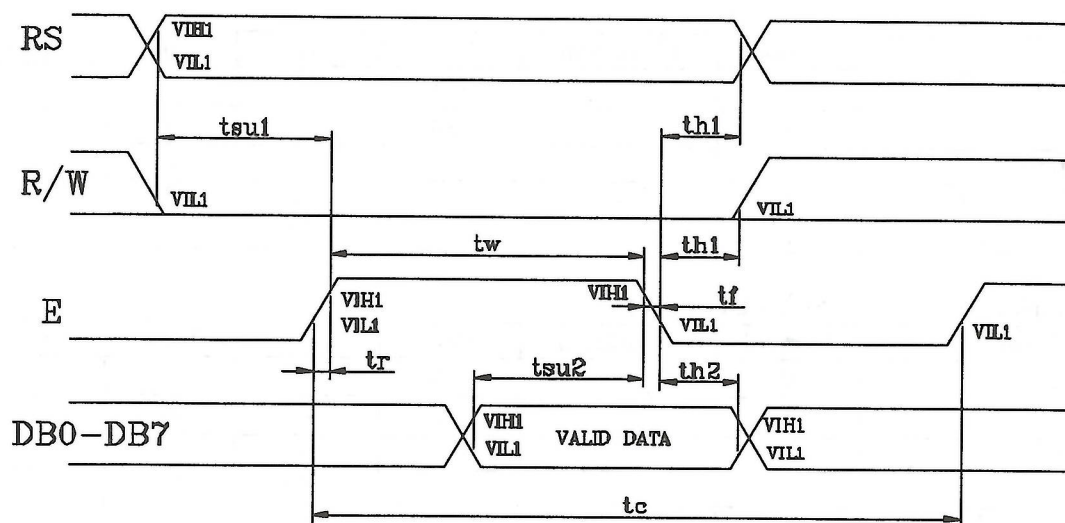 RS VIH1
VIL1
tsu1 th1
R/W VIL1 VIL1
tw th1
E VIH1 VIH1 tf
VIL1 VIL1 VIL1
tr tsu2 th2
DB0-DB7 VIH1 VALID DATA VIH1
VIL1 VIL1
tc